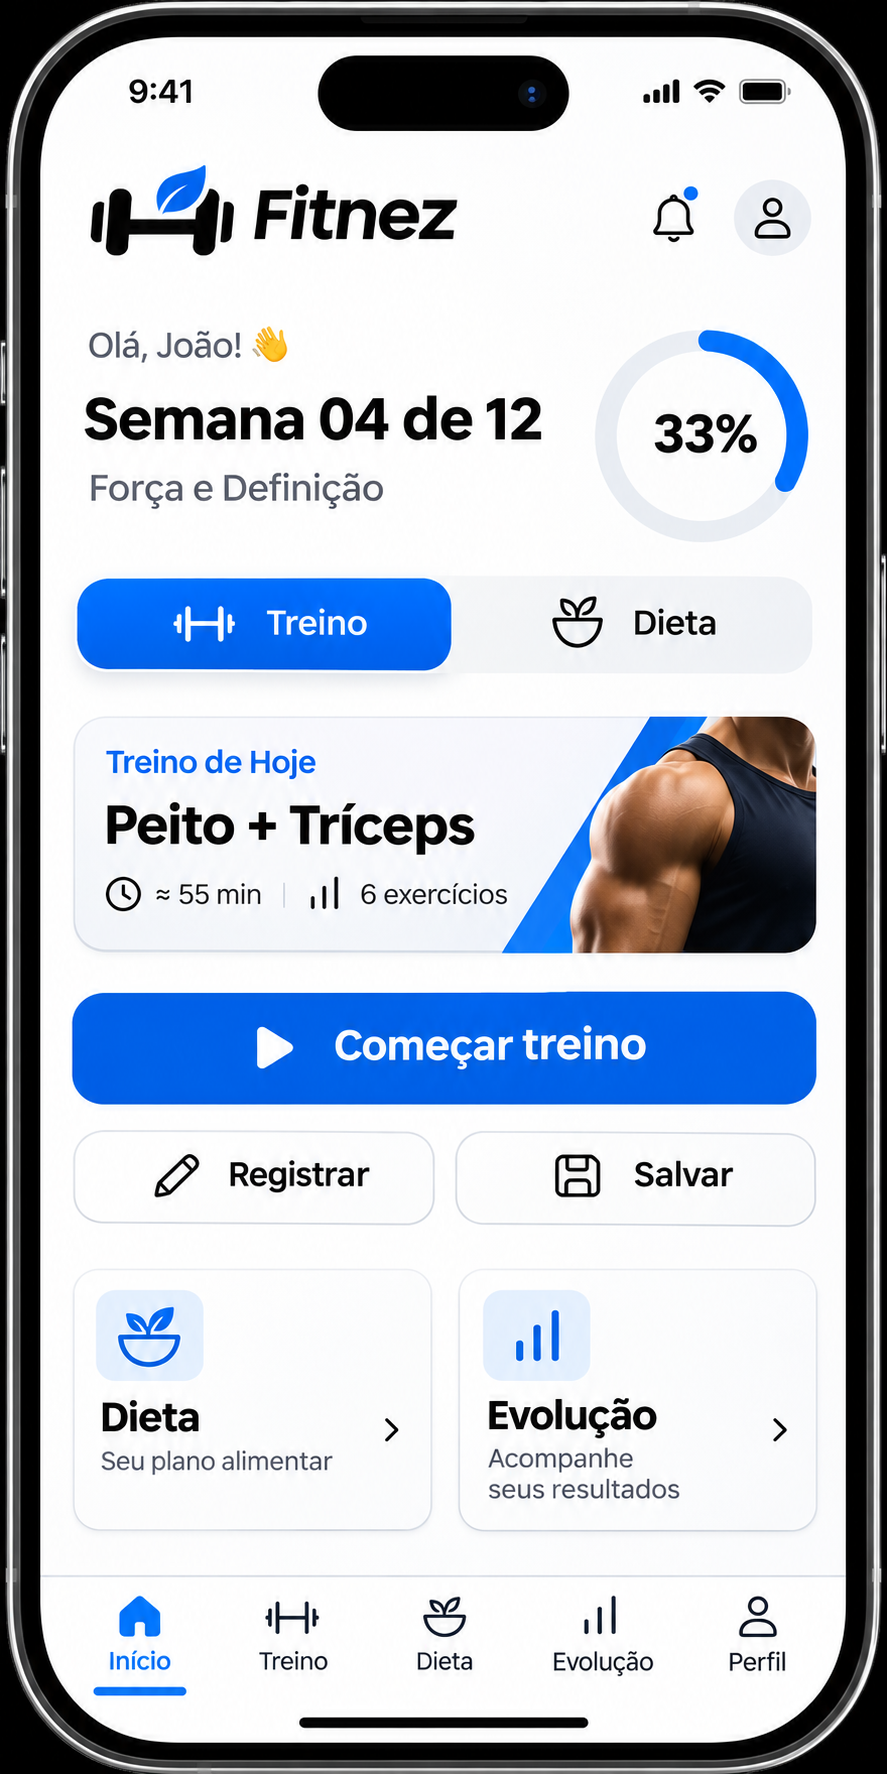 9:41
Fitnez
Olá, João! 👋
Semana 04 de 12
Força e Definição
33%
Treino
Dieta
Treino de Hoje
Peito + Tríceps
≈ 55 min
6 exercícios
Começar treino
Registrar
Salvar
Dieta
Seu plano alimentar
Evolução
Acompanhe
seus resultados
Início
Treino
Dieta
Evolução
Perfil